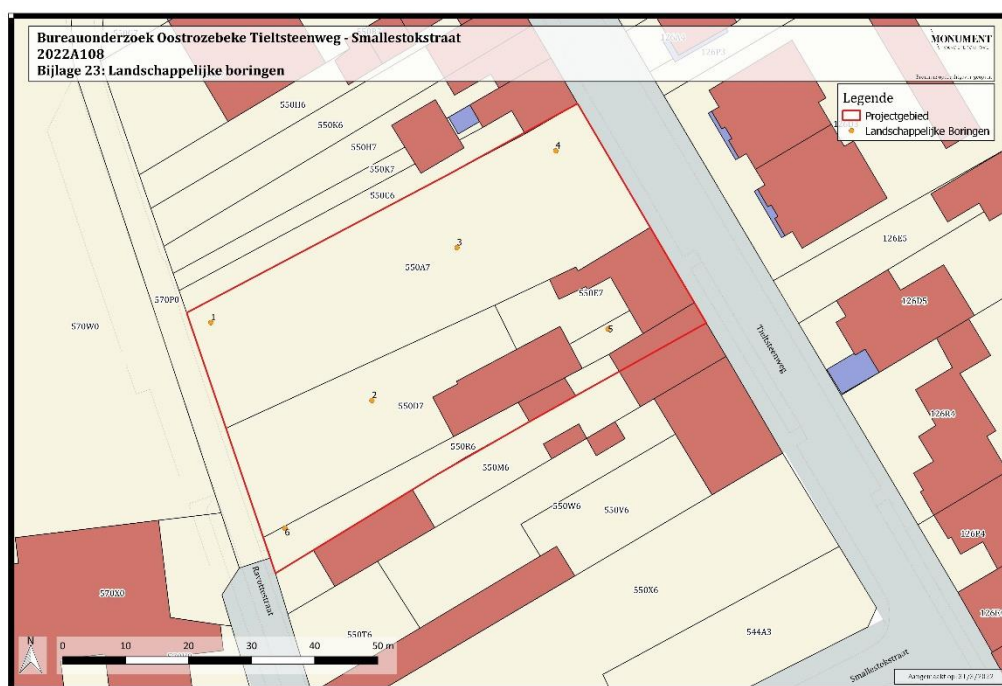 Bureauonderzoek Oostrozebeke Tieltsteenweg - Smallestokstraat
2022A108
Bijlage 23: Landschappelijke boringen
MONUMENT
Legende
Projectgebied
Landschappelijke Boringen
550H6
550K6
550H7
550K7
550C6
4
3
550A7
126E5
570P0
570W0
1
550E7
5
126D5
Tieltsteenweg
2
550D7
126R4
550R6
550M6
550W6
550V6
6
126P4
570X0
Ravottestraat
550X6
550T6
544A3
Smallestokstraat
N
0 10 20 30 40 50 m